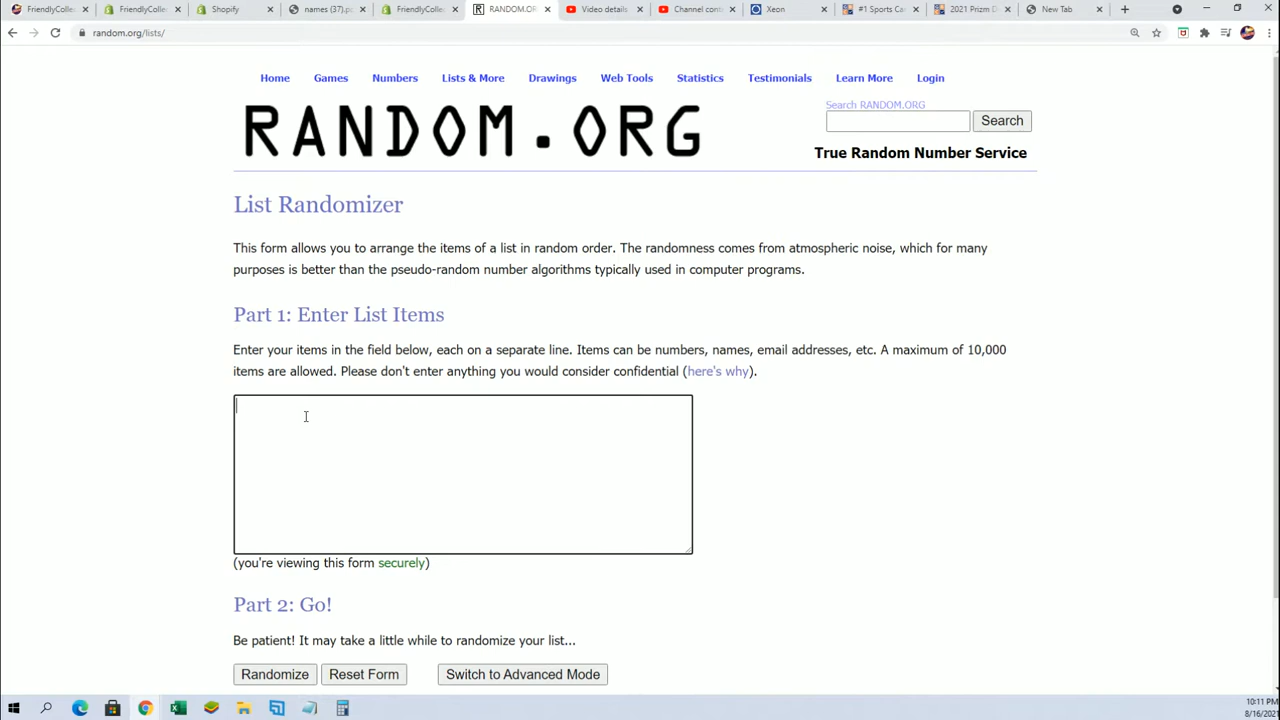 FriendlyColle
FriendlyColle
Shopify
names (37).pd
FriendlyColle
RANDOM.OR
Video details
Channel cont
Xeon
#1 Sports Ca
2021 Prizm D
New Tab
random.org/lists/
Home Games Numbers Lists & More Drawings Web Tools Statistics Testimonials Learn More Login
RANDOM.ORG
Search RANDOM.ORG
Search
True Random Number Service
List Randomizer
This form allows you to arrange the items of a list in random order. The randomness comes from atmospheric noise, which for many
purposes is better than the pseudo-random number algorithms typically used in computer programs.
Part 1: Enter List Items
Enter your items in the field below, each on a separate line. Items can be numbers, names, email addresses, etc. A maximum of 10,000
items are allowed. Please don't enter anything you would consider confidential (here's why).
(you're viewing this form securely)
Part 2: Go!
Be patient! It may take a little while to randomize your list...
Randomize Reset Form Switch to Advanced Mode
10:11 PM
8/16/2021